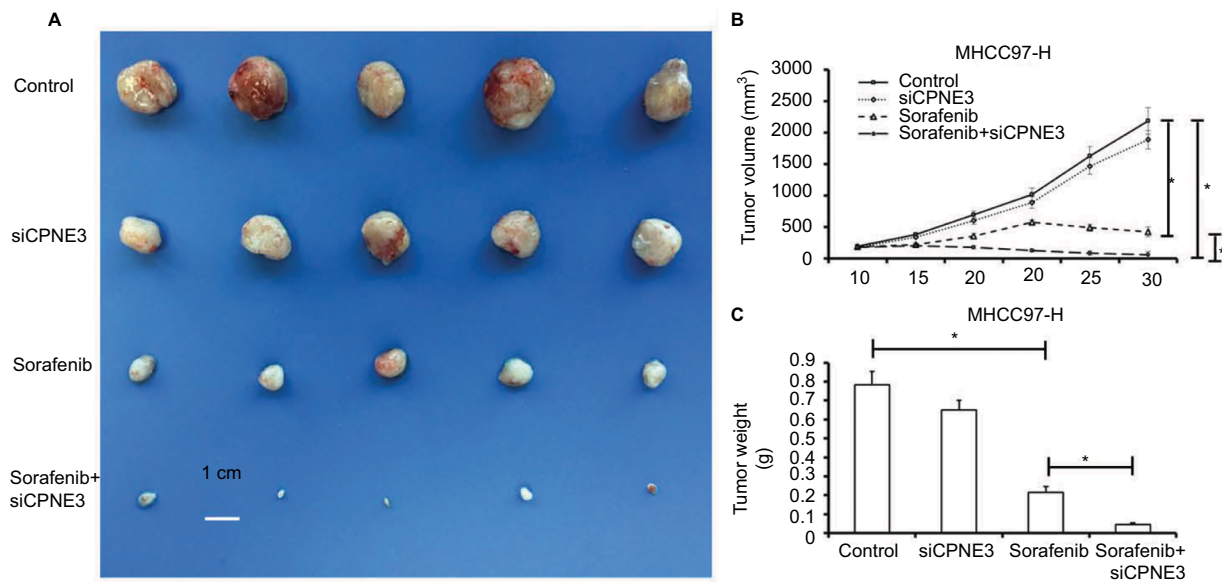 A
Control
siCPNE3
Sorafenib
Sorafenib+
siCPNE3
1 cm
B
MHCC97-H
Tumor volume (mm³)
3000
2500
2000
1500
1000
500
0
Control
siCPNE3
Sorafenib
Sorafenib+siCPNE3
*
*
*
10 15 20 20 25 30
C
MHCC97-H
Tumor weight
(g)
0.9
0.8
0.7
0.6
0.5
0.4
0.3
0.2
0.1
0
*
*
Control siCPNE3 Sorafenib Sorafenib+
siCPNE3